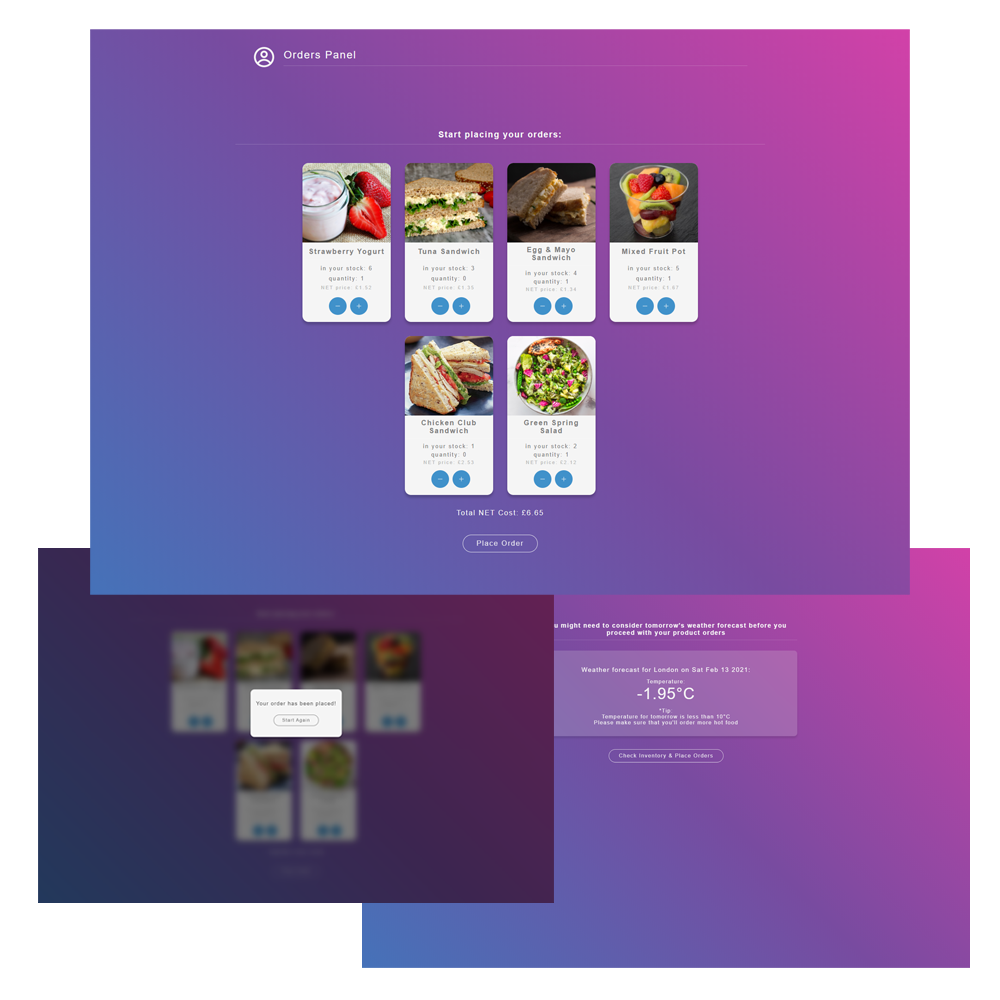 Orders Panel
Start placing your orders:
Strawberry Yogurt
in your stock: 6
quantity: 1
NET price: £1.52
Tuna Sandwich
in your stock: 3
quantity: 0
NET price: £1.35
Egg & Mayo
Sandwich
in your stock: 4
quantity: 1
NET price: £1.34
Mixed Fruit Pot
in your stock: 5
quantity: 1
NET price: £1.67
Chicken Club
Sandwich
in your stock: 1
quantity: 0
NET price: £2.53
Green Spring
Salad
in your stock: 2
quantity: 1
NET price: £2.12
Total NET Cost: £6.65
Place Order
Your order has been placed!
Start Again
u might need to consider tomorrow's weather forecast before you
proceed with your product orders
Weather forecast for London on Sat Feb 13 2021:
Temperature:
-1.95°C
*Tip:
Temperature for tomorrow is less than 10°C
Please make sure that you'll order more hot food
Check Inventory & Place Orders